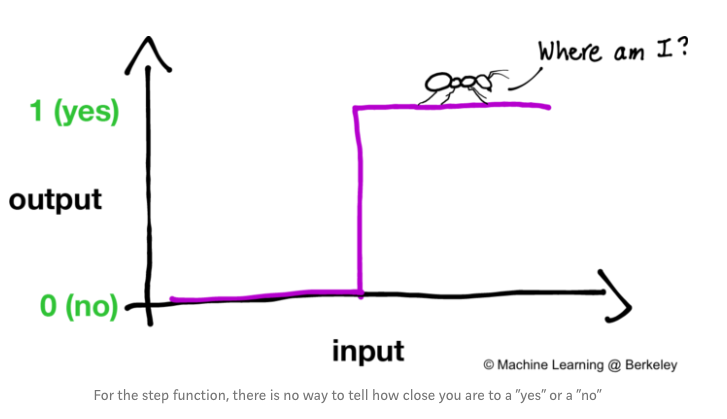 Where am I?
1 (yes)
output
0 (no)
input
© Machine Learning @ Berkeley
For the step function, there is no way to tell how close you are to a "yes" or a "no"